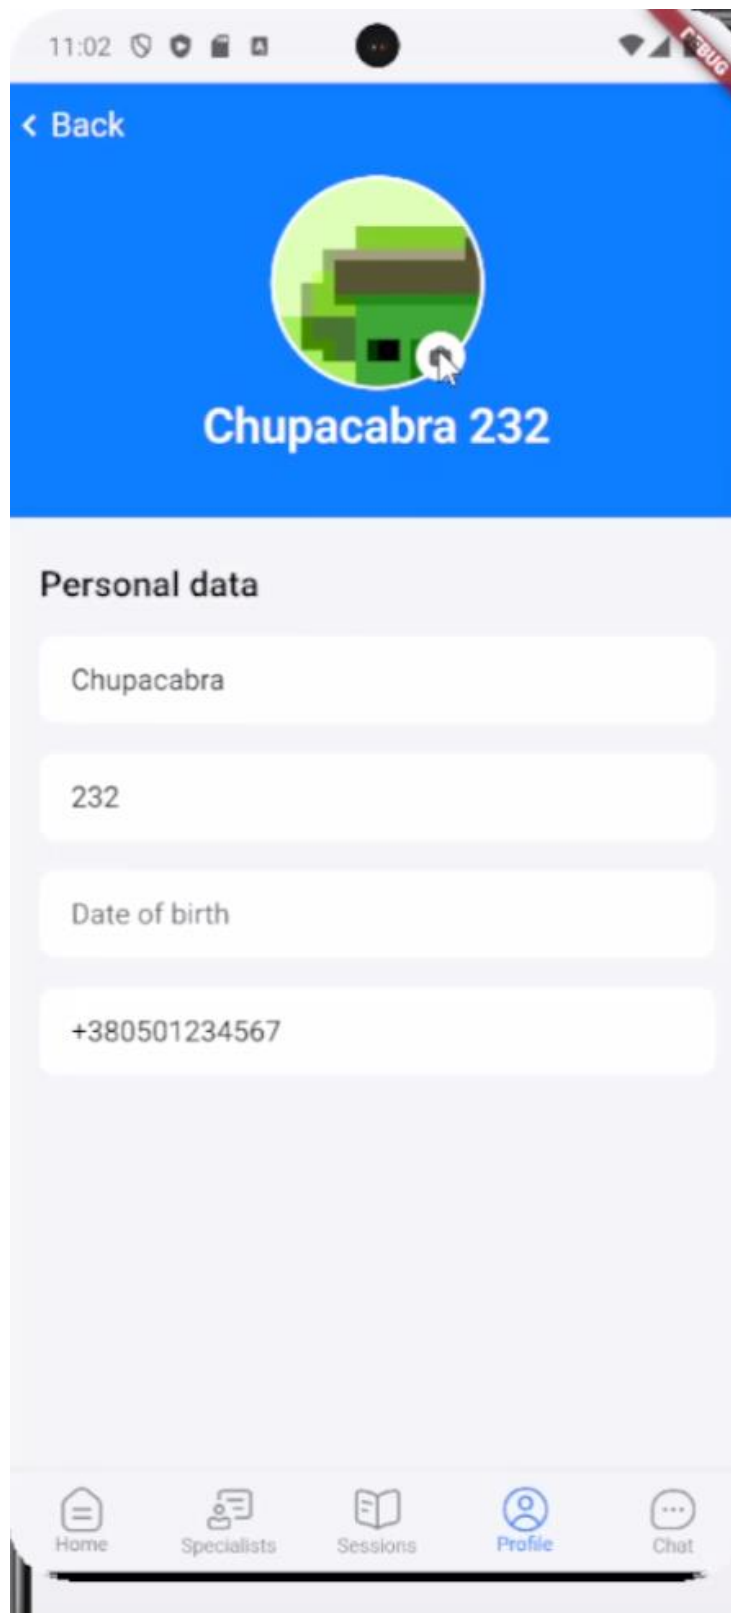 11:02
DEBUG
Back
Chupacabra 232
Personal data
Chupacabra
232
Date of birth
+380501234567
Home Specialists Sessions Profile Chat